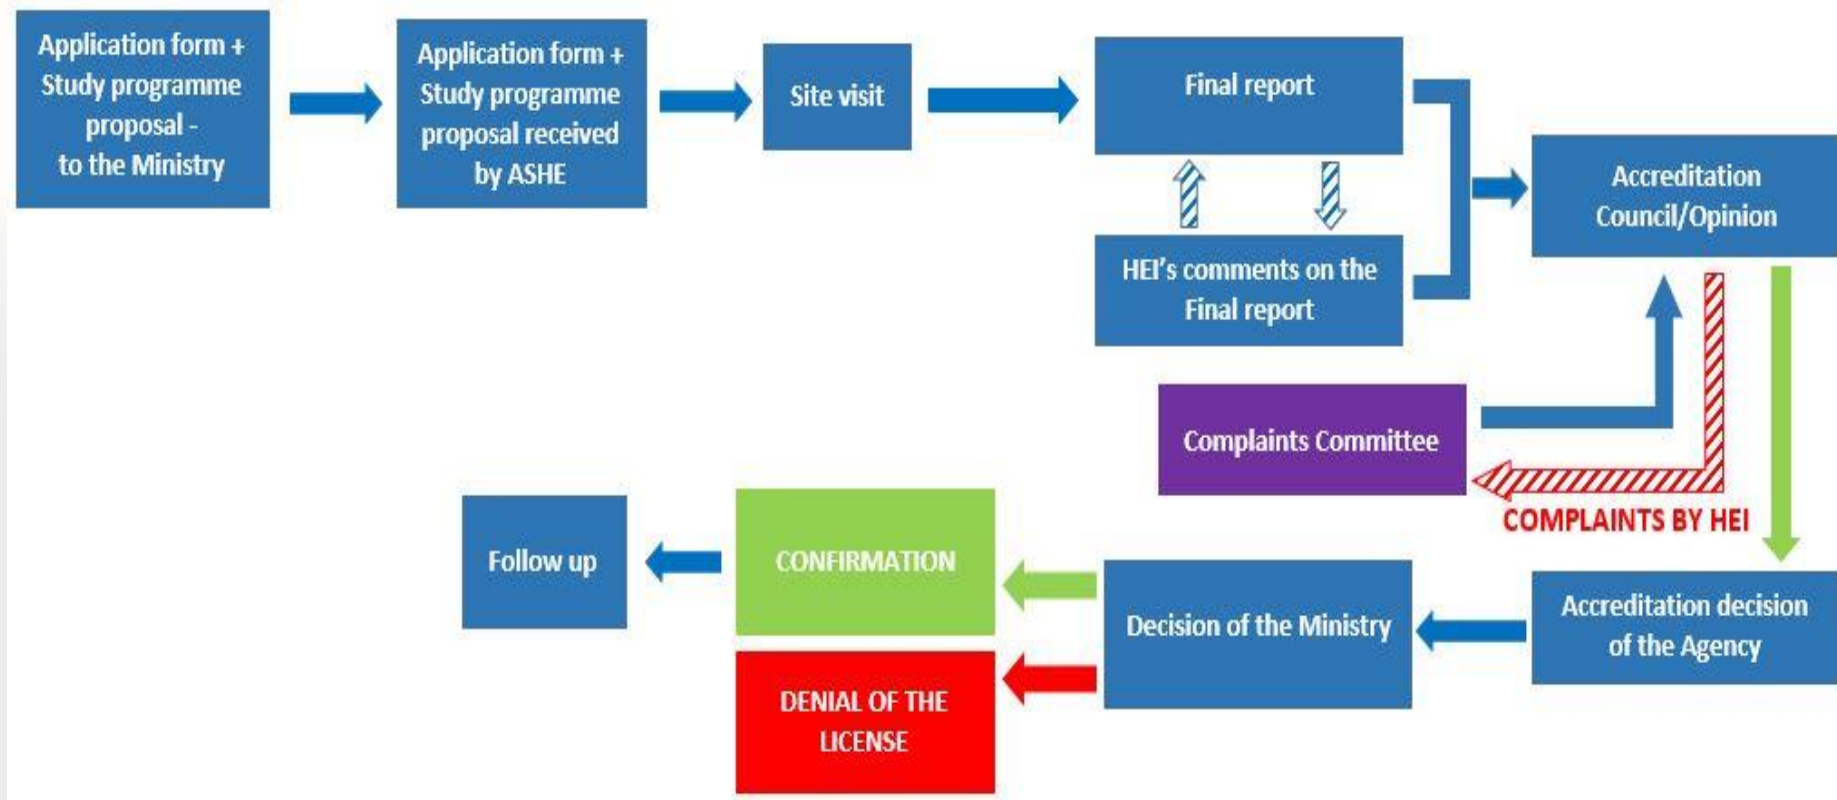 Application form +
Study programme
proposal -
to the Ministry
Application form +
Study programme
proposal received
by ASHE
Site visit
Final report
HEI's comments on the
Final report
Accreditation
Council/Opinion
Complaints Committee
COMPLAINTS BY HEI
Accreditation decision
of the Agency
Decision of the Ministry
CONFIRMATION
DENIAL OF THE
LICENSE
Follow up